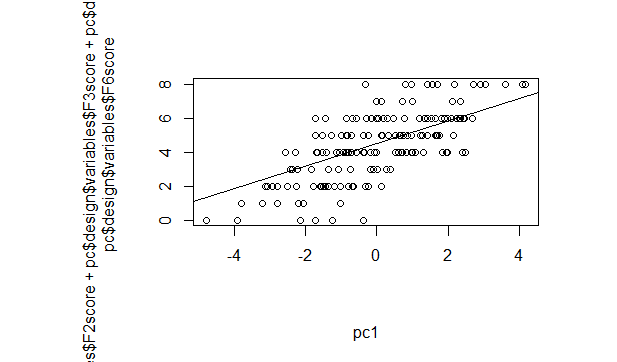 es$F2score + pc$design$variables$F3score + pc$d
pc$design$variables$F6score
8
6
4
2
0
-4 -2 0 2 4
pc1